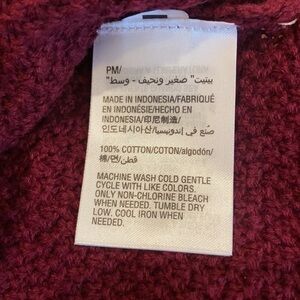 PM/
بيتيت" صغير ونحيف - وسط"
MADE IN INDONESIA/FABRIQUÉ
EN INDONÉSIE/HECHO EN
INDONESIA/印尼制造/
인도네시아산/صنع في إندونيسيا
100% COTTON/COTON/algodón/
棉/면/قطن
MACHINE WASH COLD GENTLE
CYCLE WITH LIKE COLORS.
ONLY NON-CHLORINE BLEACH
WHEN NEEDED. TUMBLE DRY
LOW. COOL IRON WHEN
NEEDED.